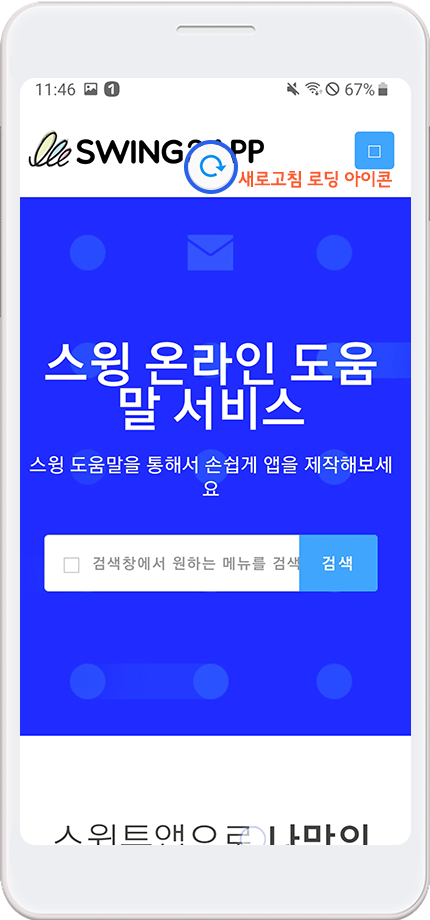 11:46 1 67%
SWING2APP
새로고침 로딩 아이콘
스윙 온라인 도움
말 서비스
스윙 도움말을 통해서 손쉽게 앱을 제작해보세
요
검색창에서 원하는 메뉴를 검색 검색
스윙투앱으로 나만의